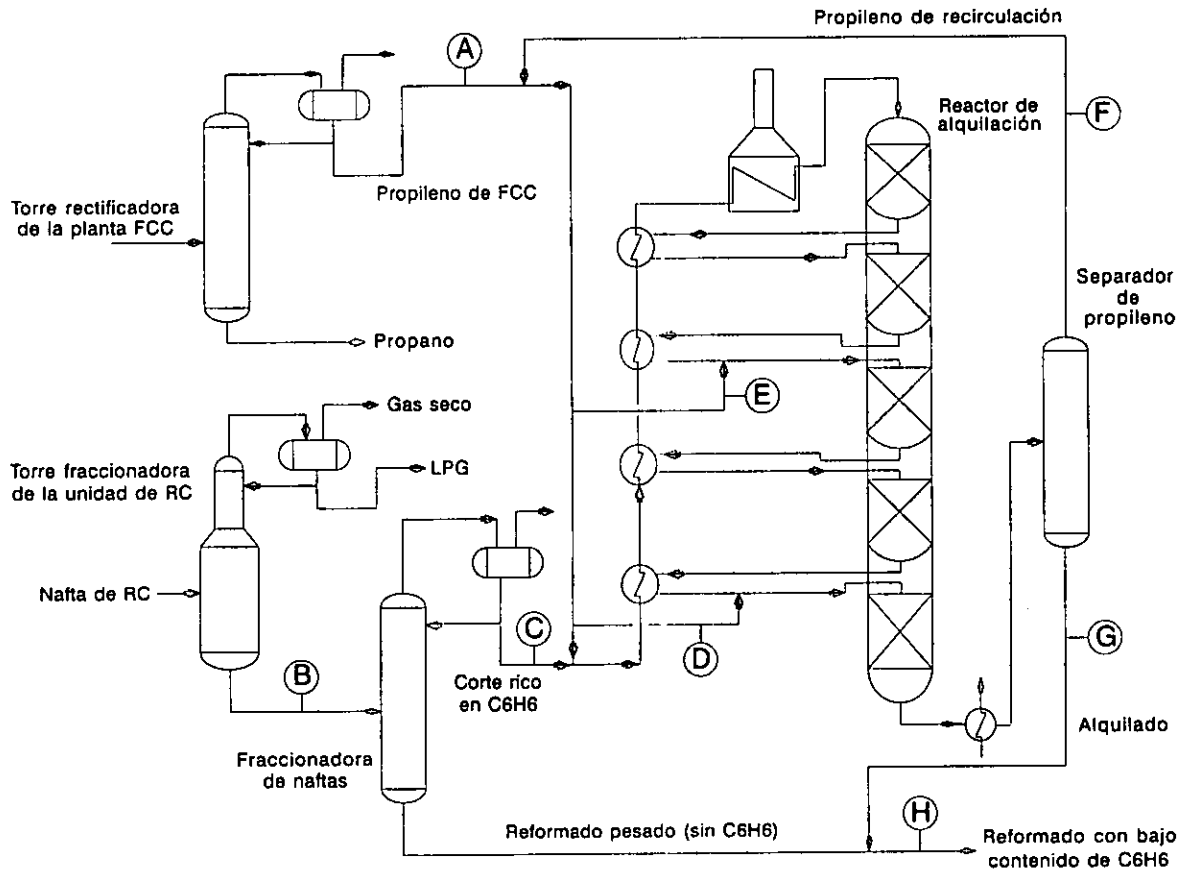 Propileno de recirculación
A
Reactor de
alquilación
F
Propileno de FCC
Torre rectificadora
de la planta FCC
Separador
de
propileno
Propano
E
Gas seco
Torre fraccionadora
de la unidad de RC
LPG
Nafta de RC
C
D
G
B
Corte rico
en C6H6
Alquilado
Fraccionadora
de naftas
H
Reformado pesado (sin C6H6)
Reformado con bajo
contenido de C6H6